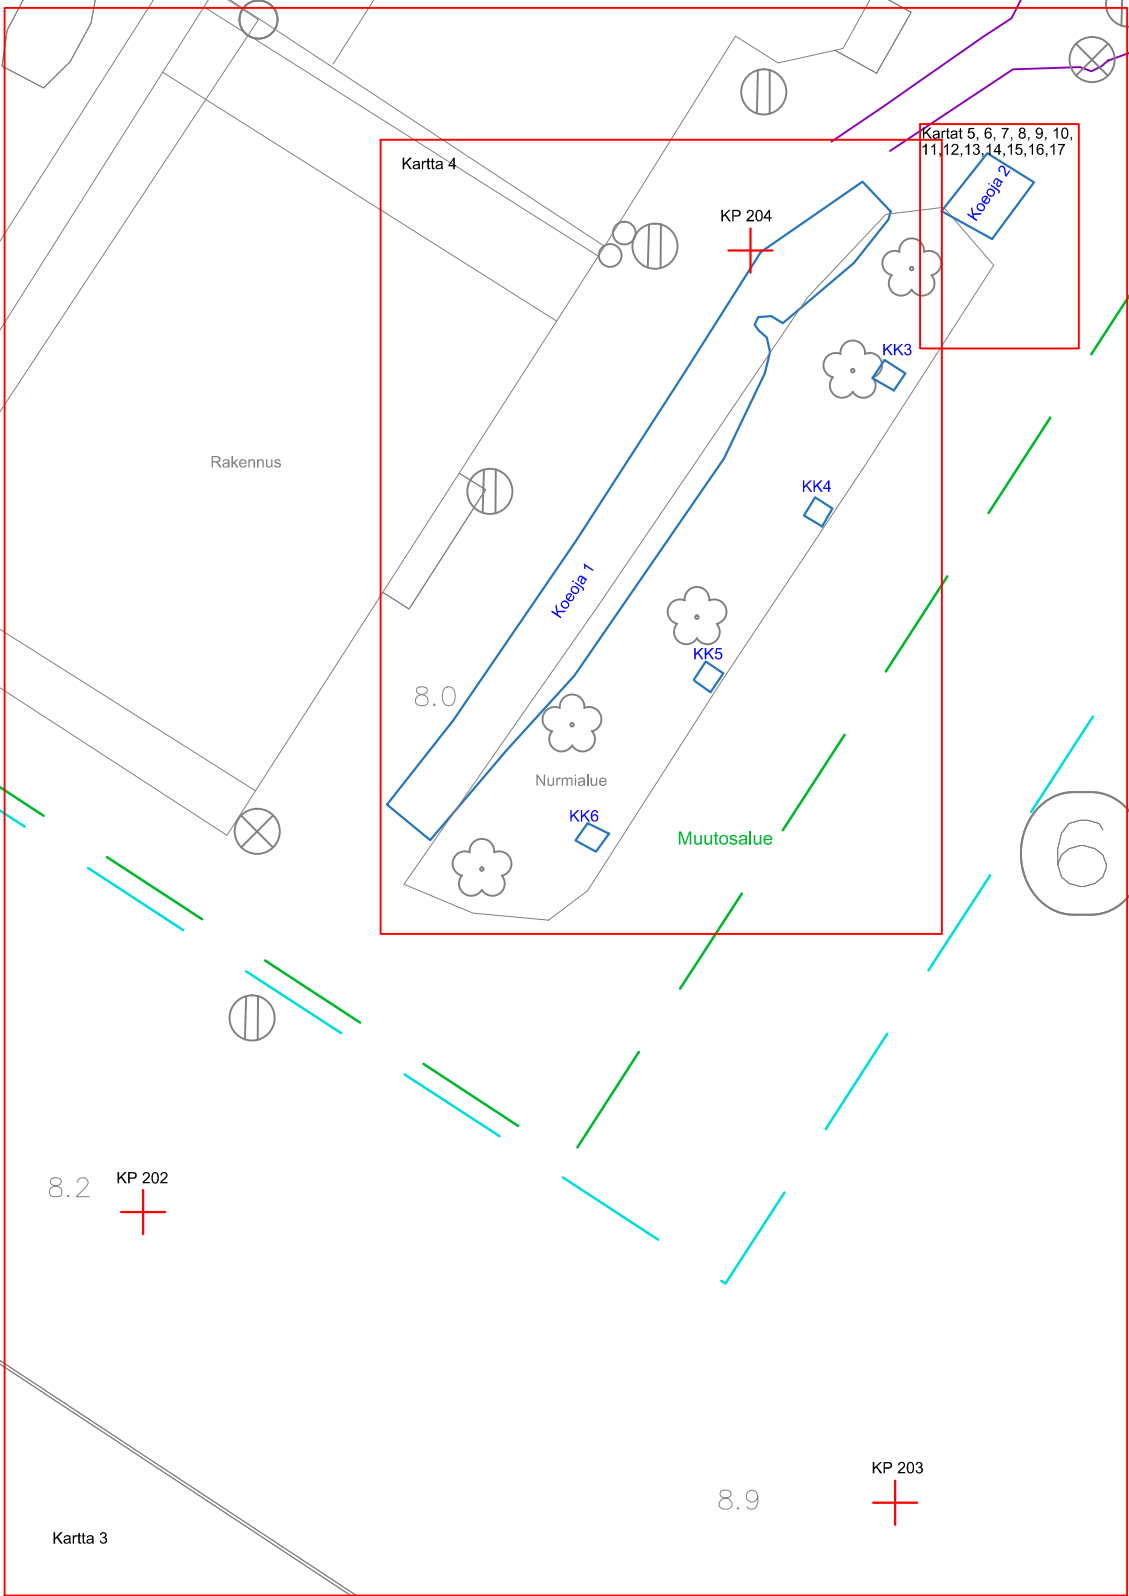 Kartat 5, 6, 7, 8, 9, 10,
11,12,13,14,15,16,17
Kartta 4
Koeoja 2
KP 204
KK3
Rakennus
KK4
Koeoja 1
KK5
8.0
Nurmialue
KK6
Muutosalue
6
KP 202
8.2
KP 203
8.9
Kartta 3